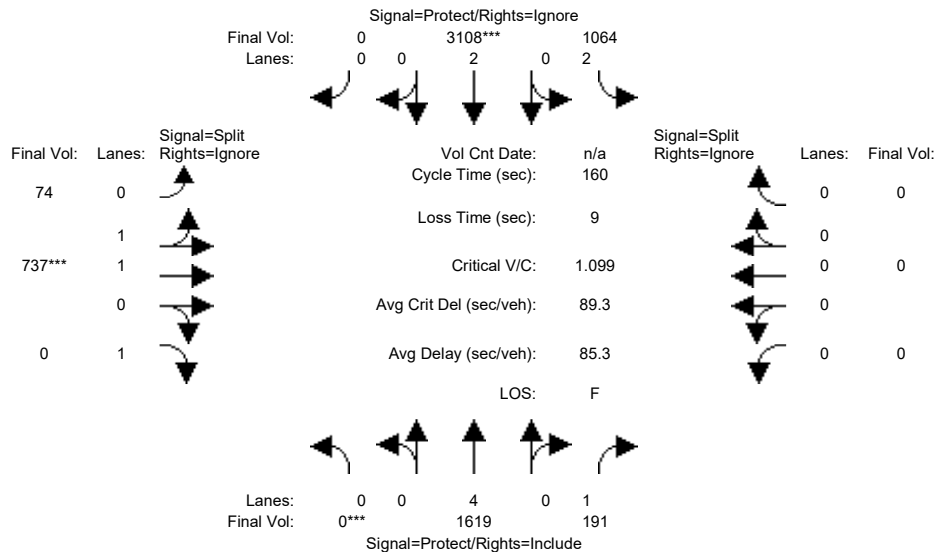 Signal=Protect/Rights=Ignore
Final Vol: 0 3108*** 1064
Lanes: 0 0 2 0 2
Signal=Split Signal=Split
Final Vol: Lanes: Rights=Ignore Vol Cnt Date: n/a Rights=Ignore Lanes: Final Vol:
Cycle Time (sec): 160
74 0 0 0
Loss Time (sec): 9
1 0
737*** 1 Critical V/C: 1.099 0 0
0 Avg Crit Del (sec/veh): 89.3 0
0 1 Avg Delay (sec/veh): 85.3 0 0
LOS: F
Lanes: 0 0 4 0 1
Final Vol: 0*** 1619 191
Signal=Protect/Rights=Include